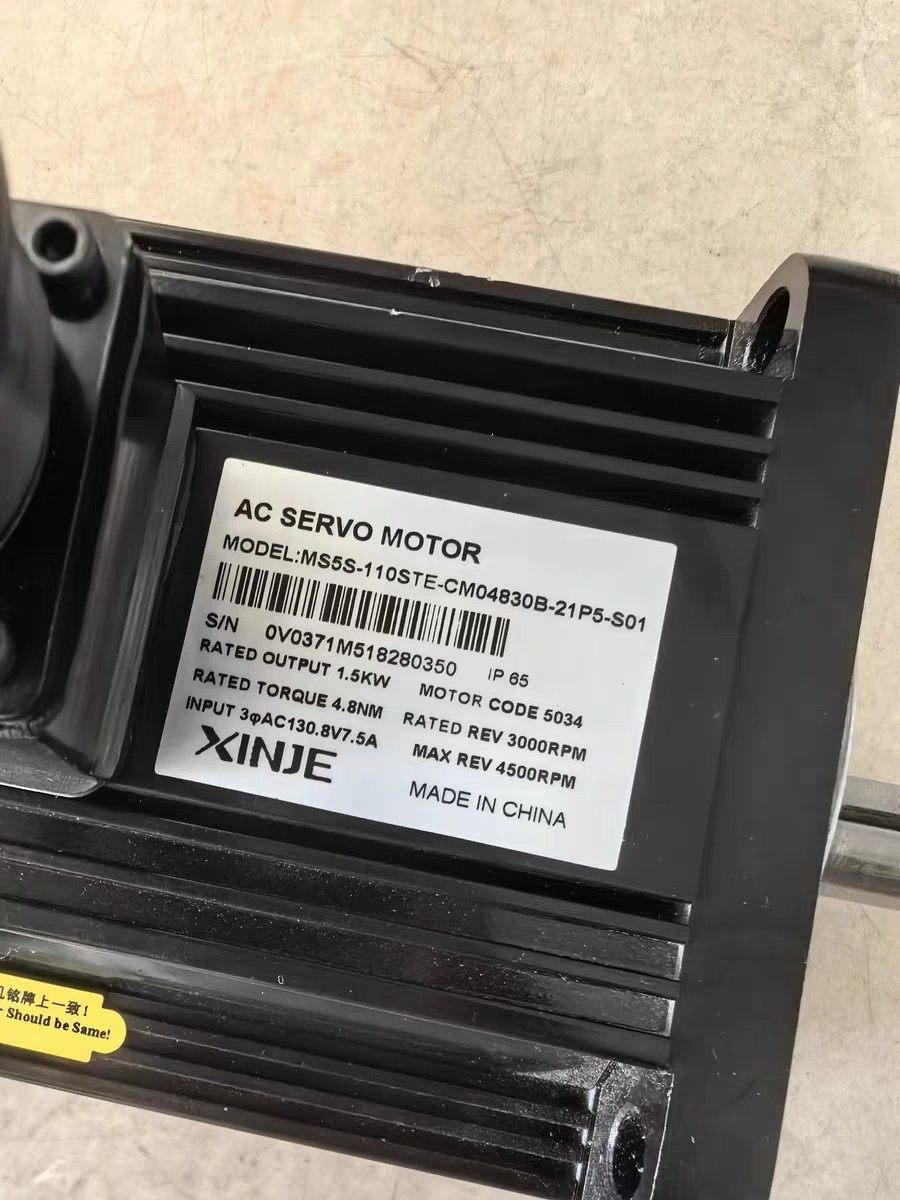 AC SERVO MOTOR
MODEL:MS5S-110STE-CM04830B-21P5-S01
S/N 0V0371M518280350 IP 65
RATED OUTPUT 1.5KW MOTOR CODE 5034
RATED TORQUE 4.8NM RATED REV 3000RPM
INPUT 3φAC130.8V7.5A MAX REV 4500RPM
XINJE MADE IN CHINA
铭牌上一致!
Should be Same!